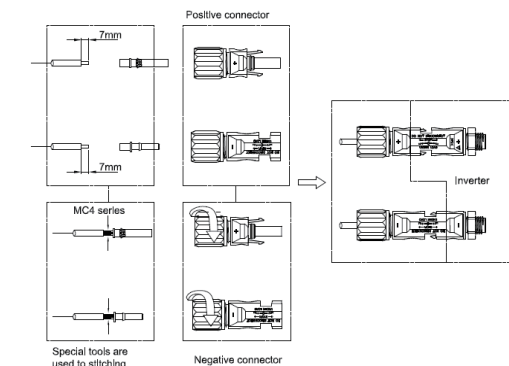 Positive connector
7mm
7mm
MC4 series
Inverter
Special tools are
used to stitching
Negative connector